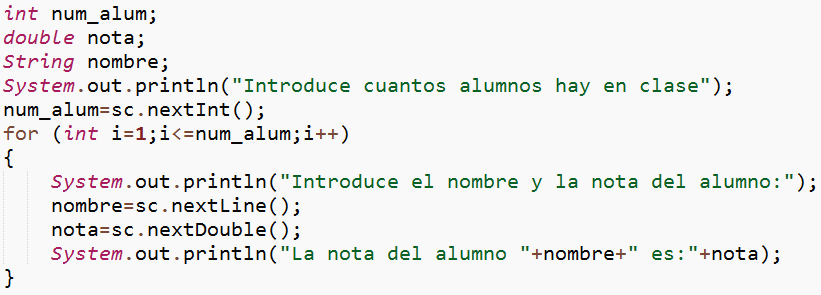 int num_alum;
double nota;
String nombre;
System.out.println("Introduce cuantos alumnos hay en clase");
num_alum=sc.nextInt();
for (int i=1;i<=num_alum;i++)
{
    System.out.println("Introduce el nombre y la nota del alumno:");
    nombre=sc.nextLine();
    nota=sc.nextDouble();
    System.out.println("La nota del alumno "+nombre+" es:"+nota);
}